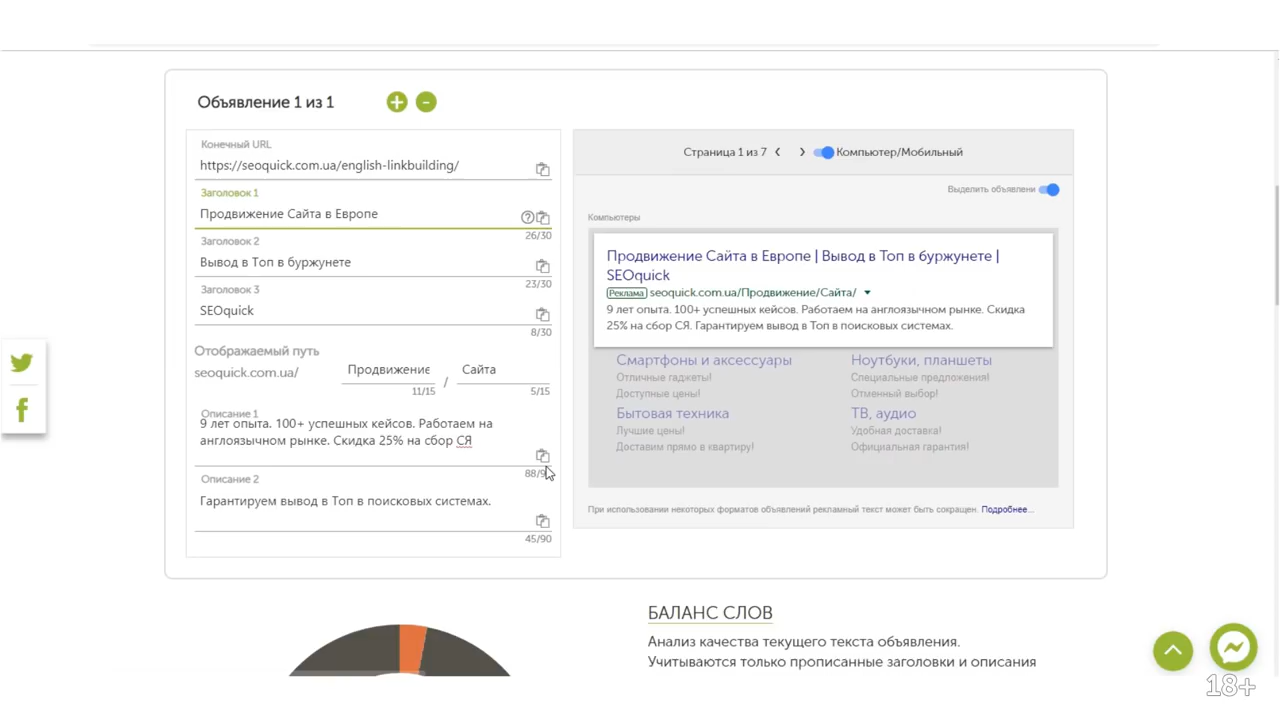 Объявление 1 из 1
Конечный URL
https://seoquick.com.ua/english-linkbuilding/
Заголовок 1
Продвижение Сайта в Европе
26/30
Заголовок 2
Вывод в Топ в буржунете
23/30
Заголовок 3
SEOquick
8/30
Отображаемый путь
seoquick.com.ua/
Продвижение / Сайта
11/15
5/15
Описание 1
9 лет опыта. 100+ успешных кейсов. Работаем на
англоязычном рынке. Скидка 25% на сбор СЯ
Описание 2
Гарантируем вывод в Топ в поисковых системах.
45/90
Страница 1 из 7
Компьютер/Мобильный
Выделить объявлени
Компьютеры
Продвижение Сайта в Европе | Вывод в Топ в буржунете |
SEOquick
Реклама seoquick.com.ua/Продвижение/Сайта/
9 лет опыта. 100+ успешных кейсов. Работаем на англоязычном рынке. Скидка
25% на сбор СЯ. Гарантируем вывод в Топ в поисковых системах.
Смартфоны и аксессуары
Отличные гаджеты!
Доступные цены!
Ноутбуки, планшеты
Специальные предложения!
Отменный выбор!
Бытовая техника
Лучшие цены!
Доставим прямо в квартиру!
ТВ, аудио
Удобная доставка!
Официальная гарантия!
При использовании некоторых форматов объявлений рекламный текст может быть сокращен. Подробнее...
БАЛАНС СЛОВ
Анализ качества текущего текста объявления.
Учитываются только прописанные заголовки и описания
18+